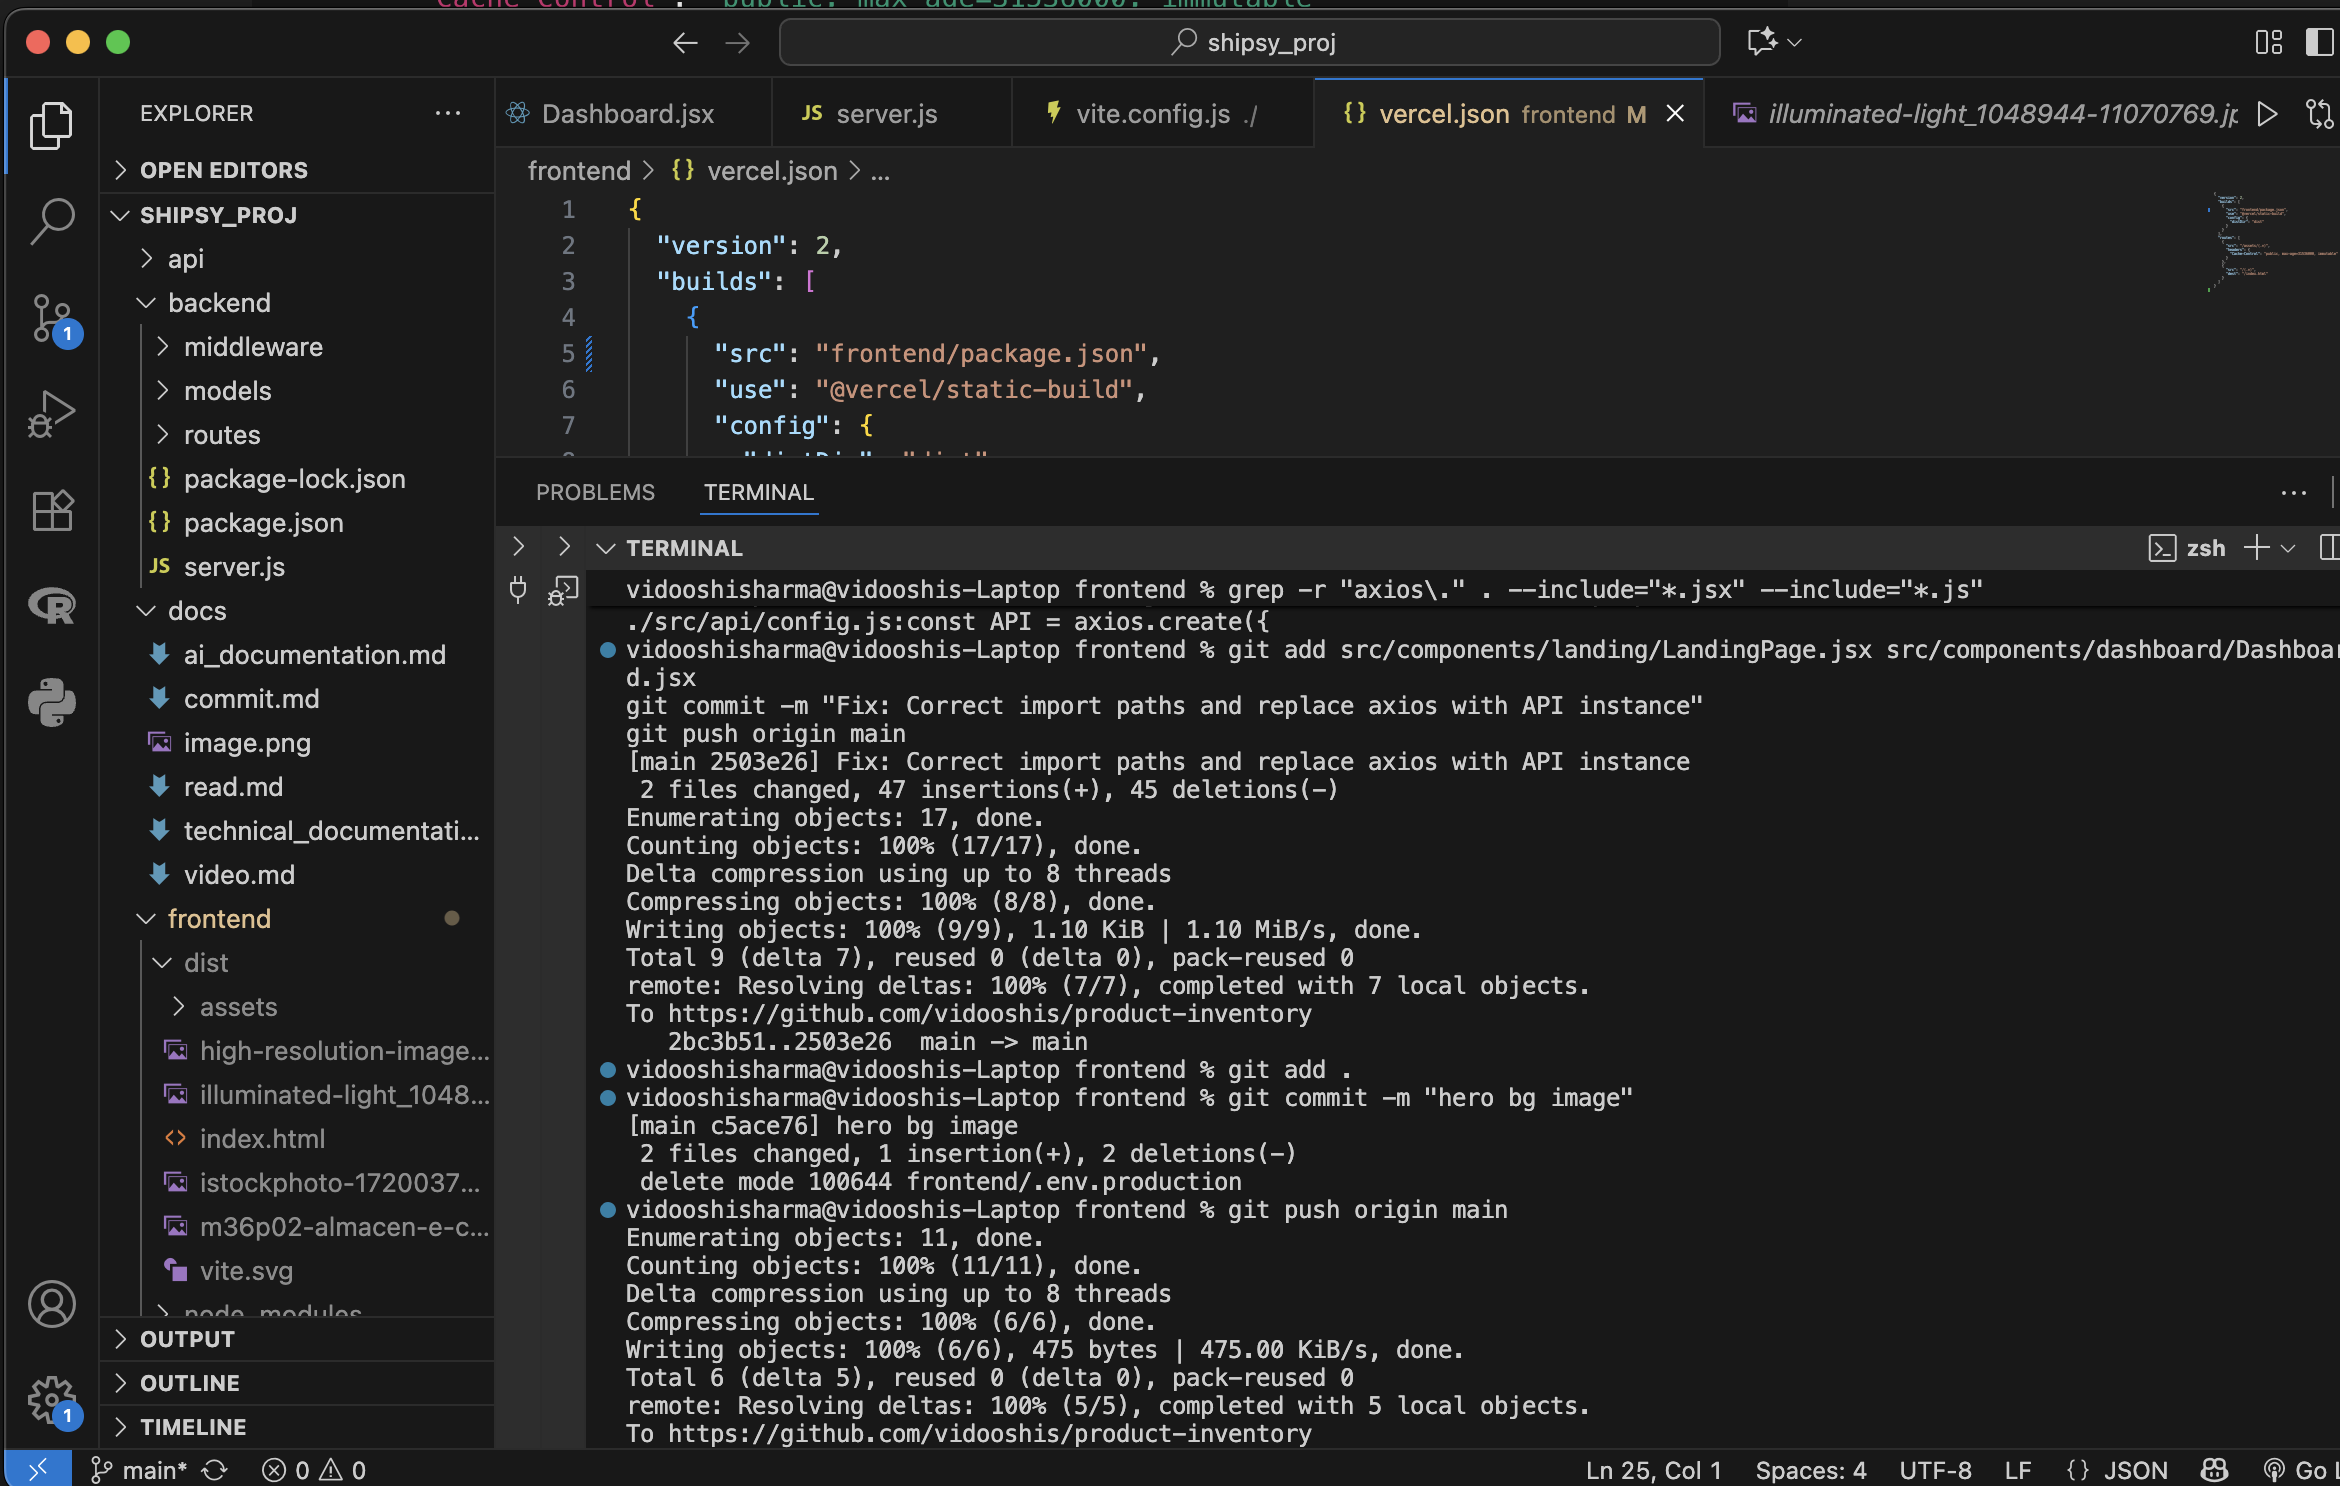 shipsy_proj
EXPLORER
OPEN EDITORS
SHIPSY_PROJ
api
backend
middleware
models
routes
package-lock.json
package.json
server.js
docs
ai_documentation.md
commit.md
image.png
read.md
technical_documentati...
video.md
frontend
dist
assets
high-resolution-image...
illuminated-light_1048...
index.html
istockphoto-1720037...
m36p02-almacen-e-c...
vite.svg
node_modules
OUTPUT
OUTLINE
TIMELINE
1
1
Dashboard.jsx
JS server.js
vite.config.js ./
{} vercel.json frontend M
illuminated-light_1048944-11070769.jp
frontend > {} vercel.json > ...
1 {
2 "version": 2,
3 "builds": [
4 {
5 "src": "frontend/package.json",
6 "use": "@vercel/static-build",
7 "config": {
PROBLEMS TERMINAL
TERMINAL
zsh
vidooshisharma@vidooshis-Laptop frontend % grep -r "axios\." . --include="*.jsx" --include="*.js"
./src/api/config.js:const API = axios.create({
vidooshisharma@vidooshis-Laptop frontend % git add src/components/landing/LandingPage.jsx src/components/dashboard/Dashboar
d.jsx
git commit -m "Fix: Correct import paths and replace axios with API instance"
git push origin main
[main 2503e26] Fix: Correct import paths and replace axios with API instance
2 files changed, 47 insertions(+), 45 deletions(-)
Enumerating objects: 17, done.
Counting objects: 100% (17/17), done.
Delta compression using up to 8 threads
Compressing objects: 100% (8/8), done.
Writing objects: 100% (9/9), 1.10 KiB | 1.10 MiB/s, done.
Total 9 (delta 7), reused 0 (delta 0), pack-reused 0
remote: Resolving deltas: 100% (7/7), completed with 7 local objects.
To https://github.com/vidooshis/product-inventory
2bc3b51..2503e26 main -> main
vidooshisharma@vidooshis-Laptop frontend % git add .
vidooshisharma@vidooshis-Laptop frontend % git commit -m "hero bg image"
[main c5ace76] hero bg image
2 files changed, 1 insertion(+), 2 deletions(-)
delete mode 100644 frontend/.env.production
vidooshisharma@vidooshis-Laptop frontend % git push origin main
Enumerating objects: 11, done.
Counting objects: 100% (11/11), done.
Delta compression using up to 8 threads
Compressing objects: 100% (6/6), done.
Writing objects: 100% (6/6), 475 bytes | 475.00 KiB/s, done.
Total 6 (delta 5), reused 0 (delta 0), pack-reused 0
remote: Resolving deltas: 100% (5/5), completed with 5 local objects.
To https://github.com/vidooshis/product-inventory
main* 0 0
Ln 25, Col 1 Spaces: 4 UTF-8 LF {} JSON Go